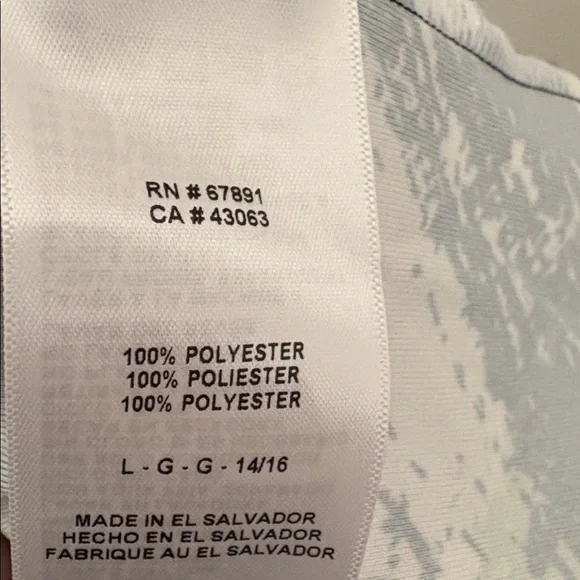 RN # 67891
CA # 43063
100% POLYESTER
100% POLIESTER
100% POLYESTER
L - G - G - 14/16
MADE IN EL SALVADOR
HECHO EN EL SALVADOR
FABRIQUE AU EL SALVADOR